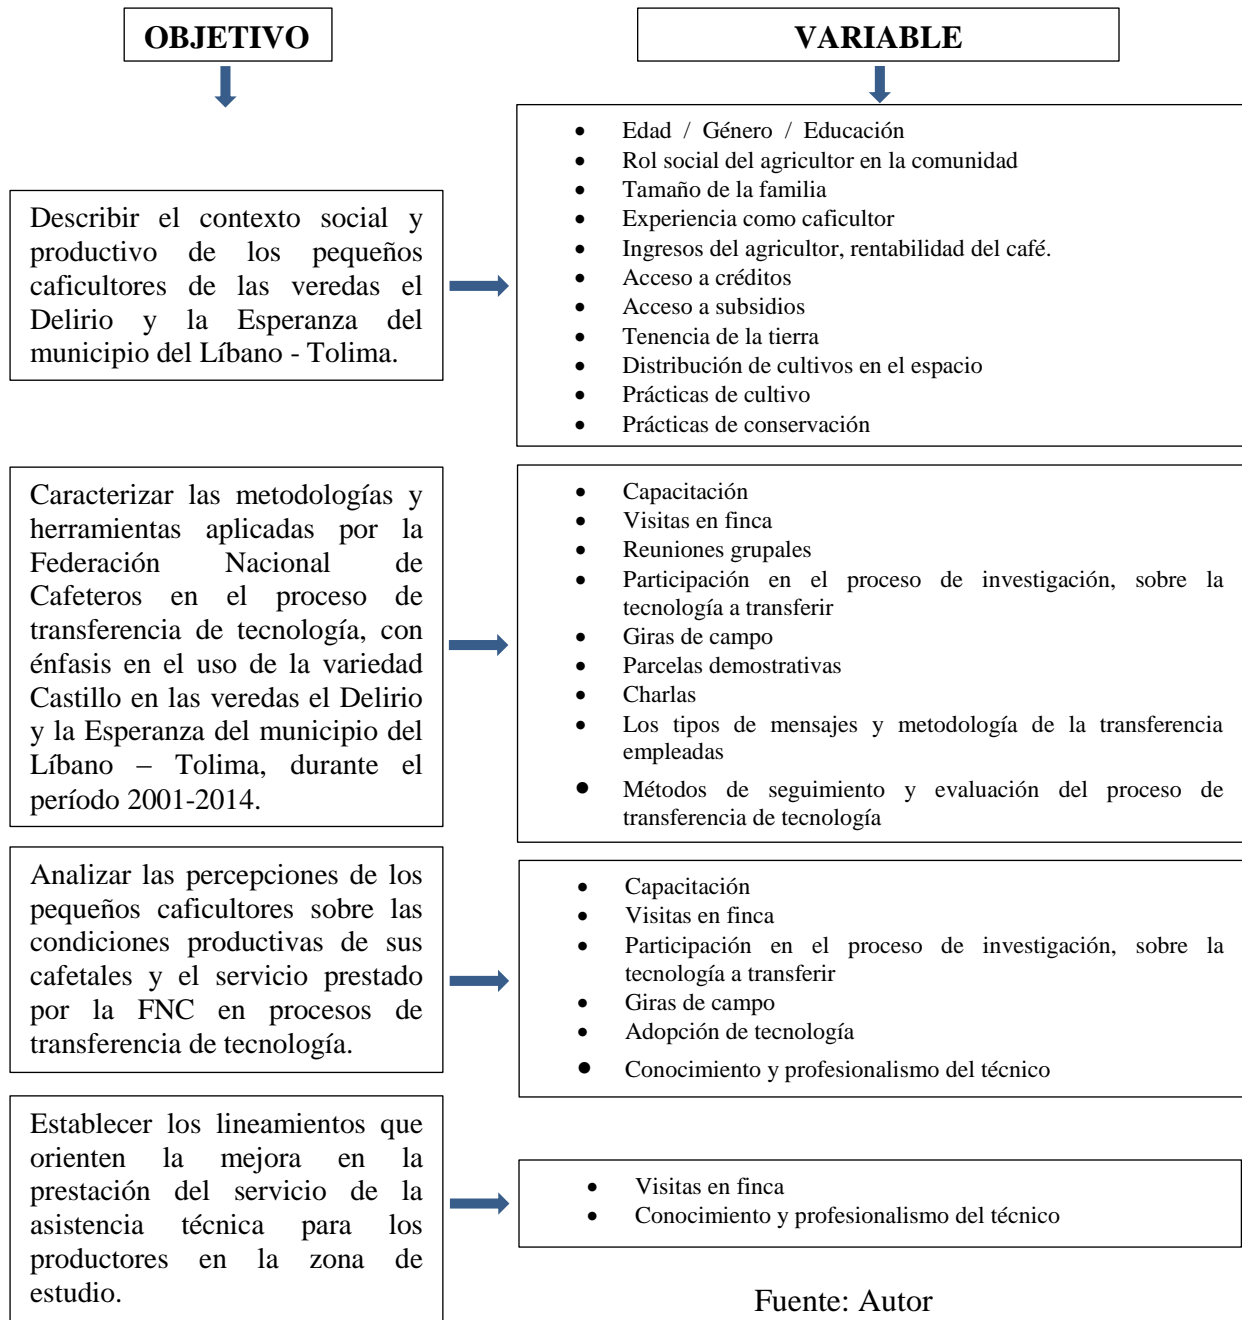 OBJETIVO
VARIABLE
Describir el contexto social y
productivo de los pequeños
caficultores de las veredas el
Delirio y la Esperanza del
municipio del Líbano - Tolima.
• Edad / Género / Educación
• Rol social del agricultor en la comunidad
• Tamaño de la familia
• Experiencia como caficultor
• Ingresos del agricultor, rentabilidad del café.
• Acceso a créditos
• Acceso a subsidios
• Tenencia de la tierra
• Distribución de cultivos en el espacio
• Prácticas de cultivo
• Prácticas de conservación
Caracterizar las metodologías y
herramientas aplicadas por la
Federación Nacional de
Cafeteros en el proceso de
transferencia de tecnología, con
énfasis en el uso de la variedad
Castillo en las veredas el Delirio
y la Esperanza del municipio del
Líbano – Tolima, durante el
período 2001-2014.
• Capacitación
• Visitas en finca
• Reuniones grupales
• Participación en el proceso de investigación, sobre la
tecnología a transferir
• Giras de campo
• Parcelas demostrativas
• Charlas
• Los tipos de mensajes y metodología de la transferencia
empleadas
• Métodos de seguimiento y evaluación del proceso de
transferencia de tecnología
Analizar las percepciones de los
pequeños caficultores sobre las
condiciones productivas de sus
cafetales y el servicio prestado
por la FNC en procesos de
transferencia de tecnología.
• Capacitación
• Visitas en finca
• Participación en el proceso de investigación, sobre la
tecnología a transferir
• Giras de campo
• Adopción de tecnología
• Conocimiento y profesionalismo del técnico
Establecer los lineamientos que
orienten la mejora en la
prestación del servicio de la
asistencia técnica para los
productores en la zona de
estudio.
• Visitas en finca
• Conocimiento y profesionalismo del técnico
Fuente: Autor